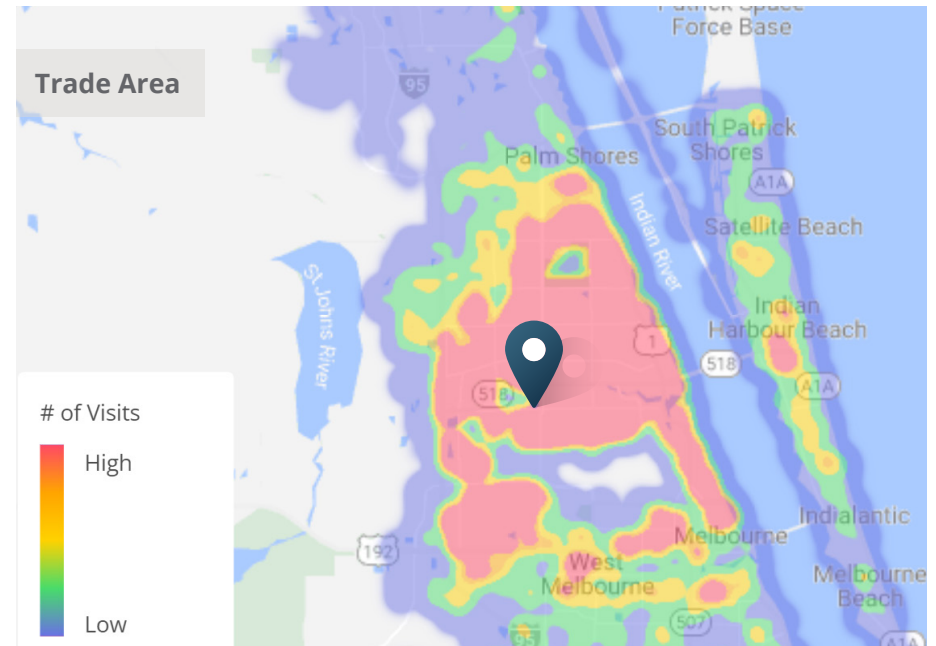 Patrick Space
Force Base
Trade Area
95
South Patrick
Shores
Palm Shores
A1A
Indian River
Satellite Beach
St Johns River
Indian
Harbour Beach
1
518
518
A1A
# of Visits
High
Low
Indialantic
Melbourne
192
West
Melbourne
Melbourne
Beach
507
95
A1A